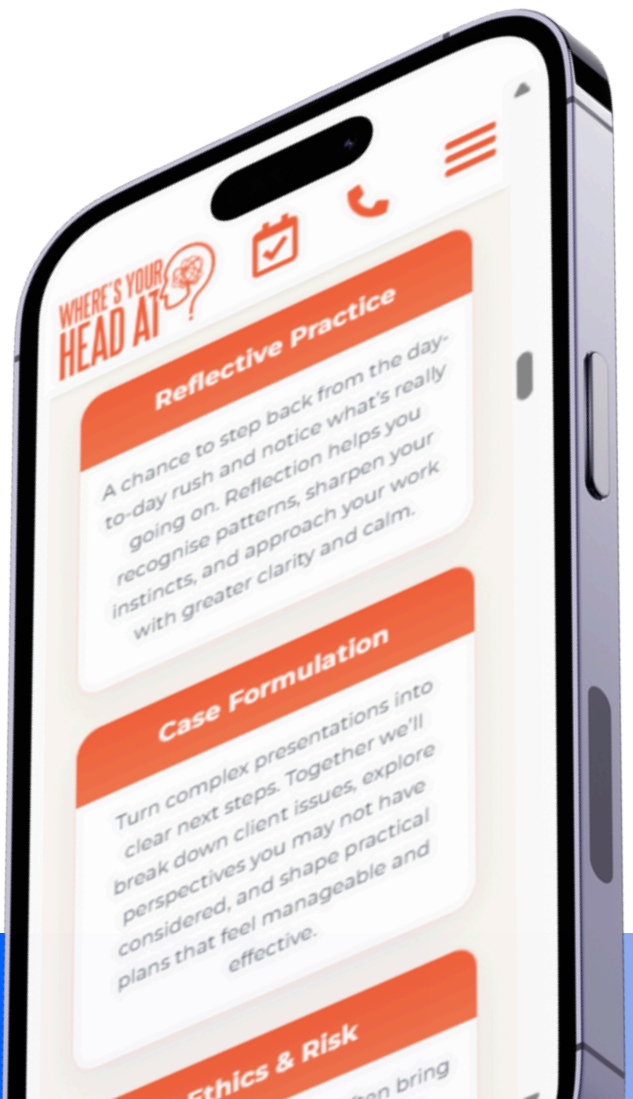 WHERE'S YOUR
HEAD AT
Reflective Practice
A chance to step back from the day-
to-day rush and notice what's really
going on. Reflection helps you
recognise patterns, sharpen your
instincts, and approach your work
with greater clarity and calm.
Case Formulation
Turn complex presentations into
clear next steps. Together we'll
break down client issues, explore
perspectives you may not have
considered, and shape practical
plans that feel manageable and
effective.
Ethics & Risk
bring